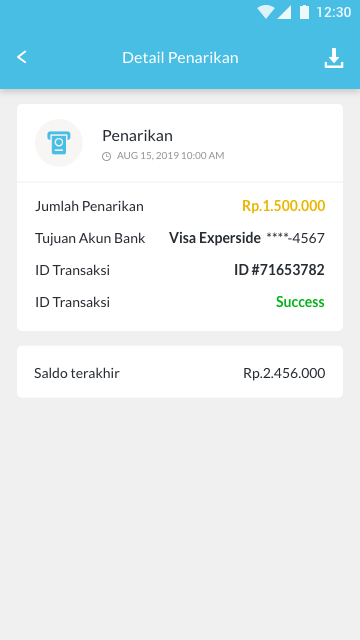 12:30
Detail Penarikan
Penarikan
AUG 15, 2019 10:00 AM
Jumlah Penarikan Rp.1.500.000
Tujuan Akun Bank Visa Experside ****-4567
ID Transaksi ID #71653782
ID Transaksi Success
Saldo terakhir Rp.2.456.000